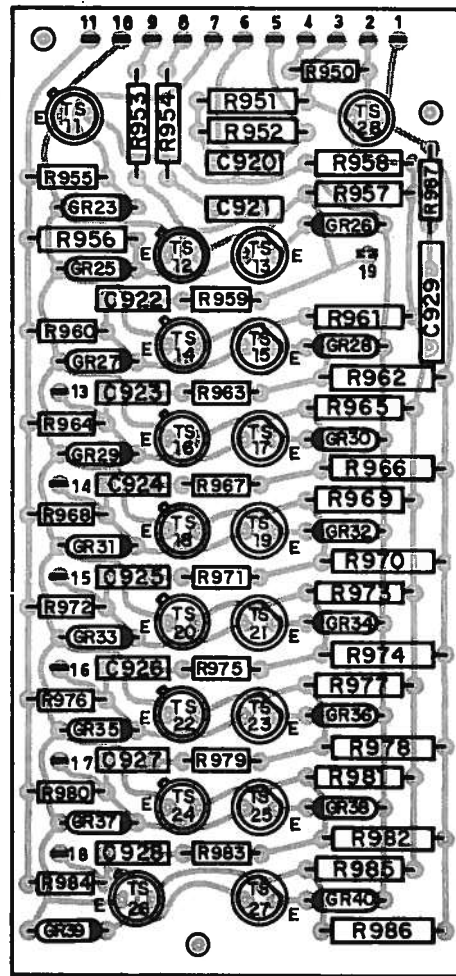 11 10 9 8 7 6 5 4 3 2 1
R950
TS 11
E
R953
R954
R951
TS 28
R952
R955
C920
R958
R957
R967
GR23
C921
GR26
R956
E
TS 12
TS 13
E
GR25
19
C929
C922
R959
R961
R960
TS 14
TS 15
GR28
GR27
E
R962
13
C923
R963
R965
R964
TS 16
TS 17
GR30
GR29
E
R966
14
C924
R967
R969
R968
TS 18
TS 19
GR32
GR31
E
E
R970
15
C925
R971
R973
R972
TS 20
TS 21
GR34
GR33
E
E
R974
16
C926
R975
R977
R976
TS 22
TS 23
GR36
GR35
E
E
R978
17
C927
R979
R981
R980
TS 24
TS 25
GR38
GR37
E
E
R982
18
C928
R983
R985
R984
TS 26
TS 27
GR40
E
E
GR39
R986